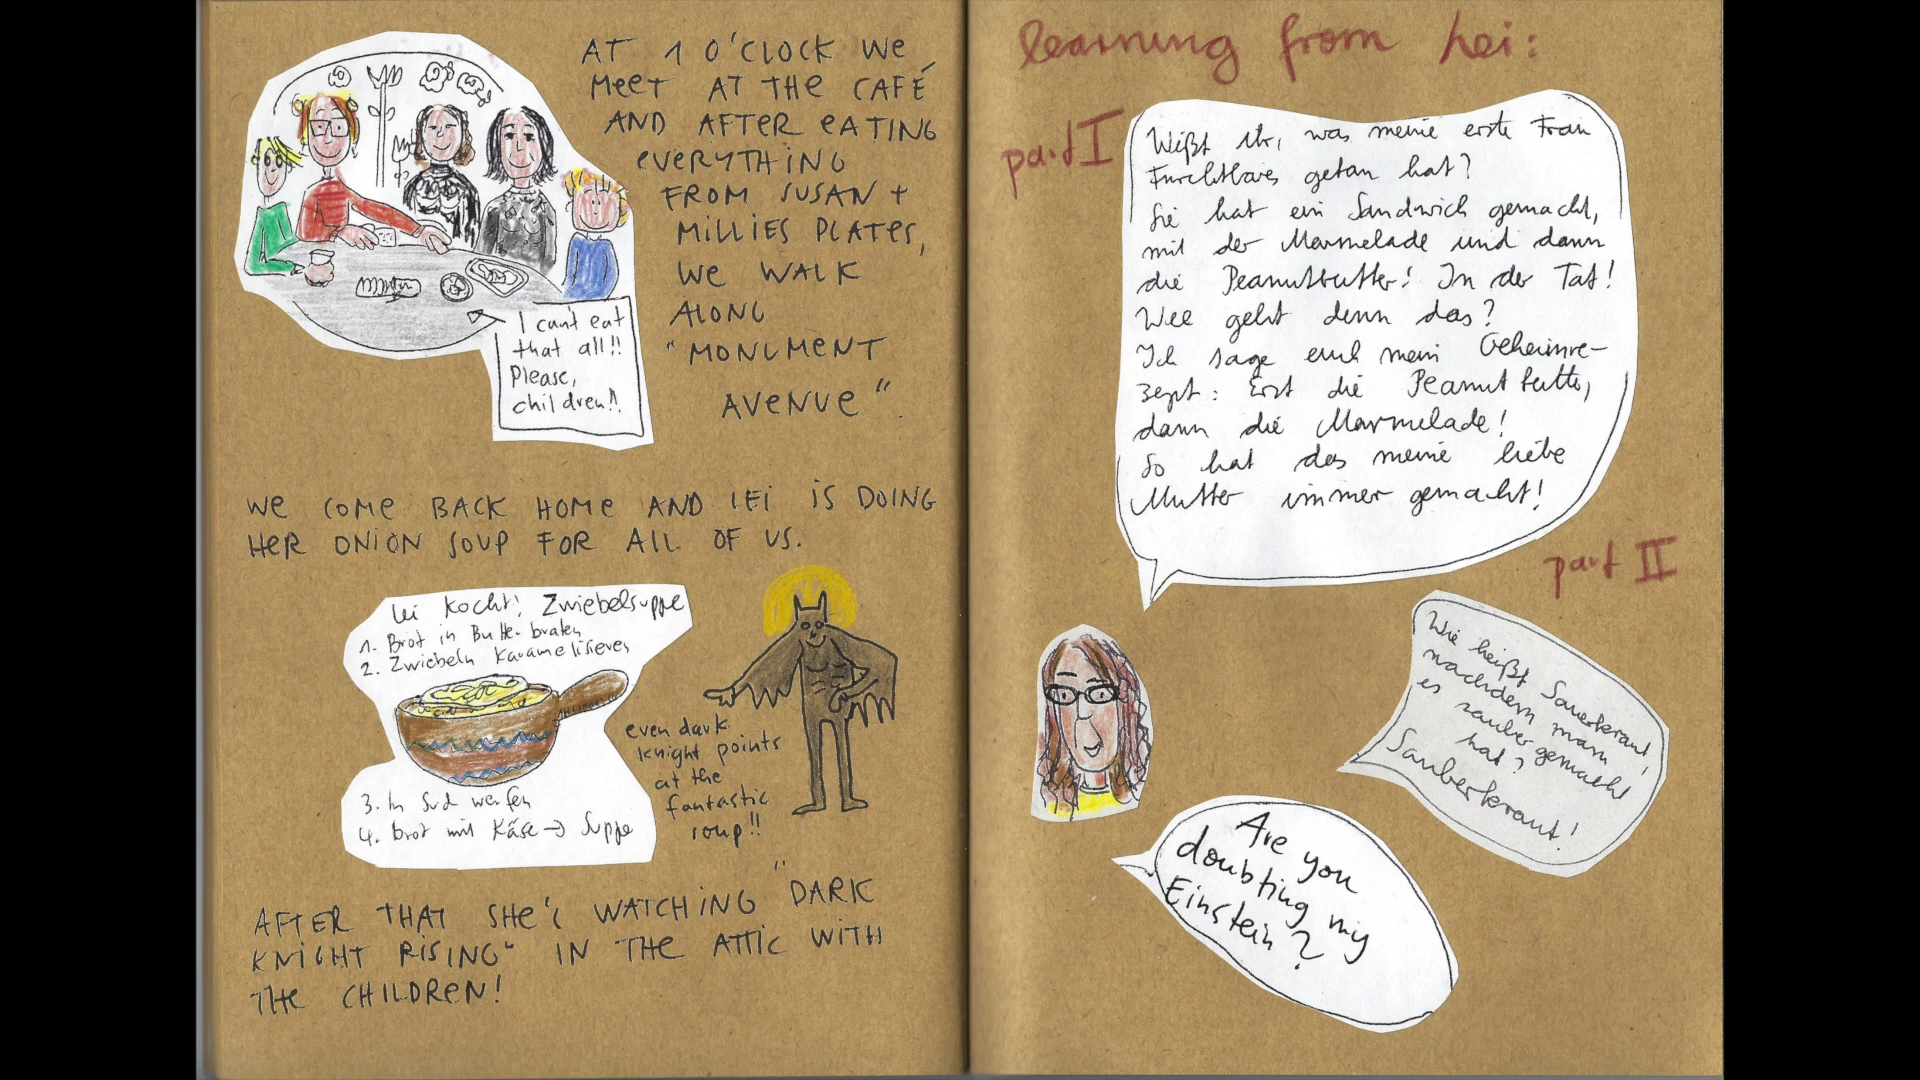 AT 1 O'CLOCK WE
MEET AT THE CAFÉ
AND AFTER EATING
EVERYTHING
FROM SUSAN +
MILLIES PLATES,
WE WALK
ALONG
"MONUMENT
AVENUE".
I can't eat
that all!!
Please,
children!!
WE COME BACK HOME AND LEI IS DOING
HER ONION SOUP FOR ALL OF US.
Lei kocht! Zwiebelsuppe
1. Brot in Butter braten
2. Zwiebeln karamelisieren
3. In Sud werfen
4. Brot mit Käse → Suppe
even dark
knight points
at the
fantastic
soup!!
AFTER THAT SHE'S WATCHING "DARK
KNIGHT RISING" IN THE ATTIC WITH
THE CHILDREN!
learning from Lei:
part I
Wißt ihr, was meine erste Frau
Furchtbares getan hat?
Sie hat ein Sandwich gemacht,
mit der Marmelade und dann
die Peanutbutter! In der Tat!
Wee geht denn das?
Ich sage euch mein Geheimre-
zept: Erst die Peanutbutter,
dann die Marmelade!
So hat das meine liebe
Mutter immer gemacht!
part II
Wie heißt Sauerkraut,
nachdem man
es sauber gemacht
hat?
Sauberkraut!
Are you
doubting my
Einstein?